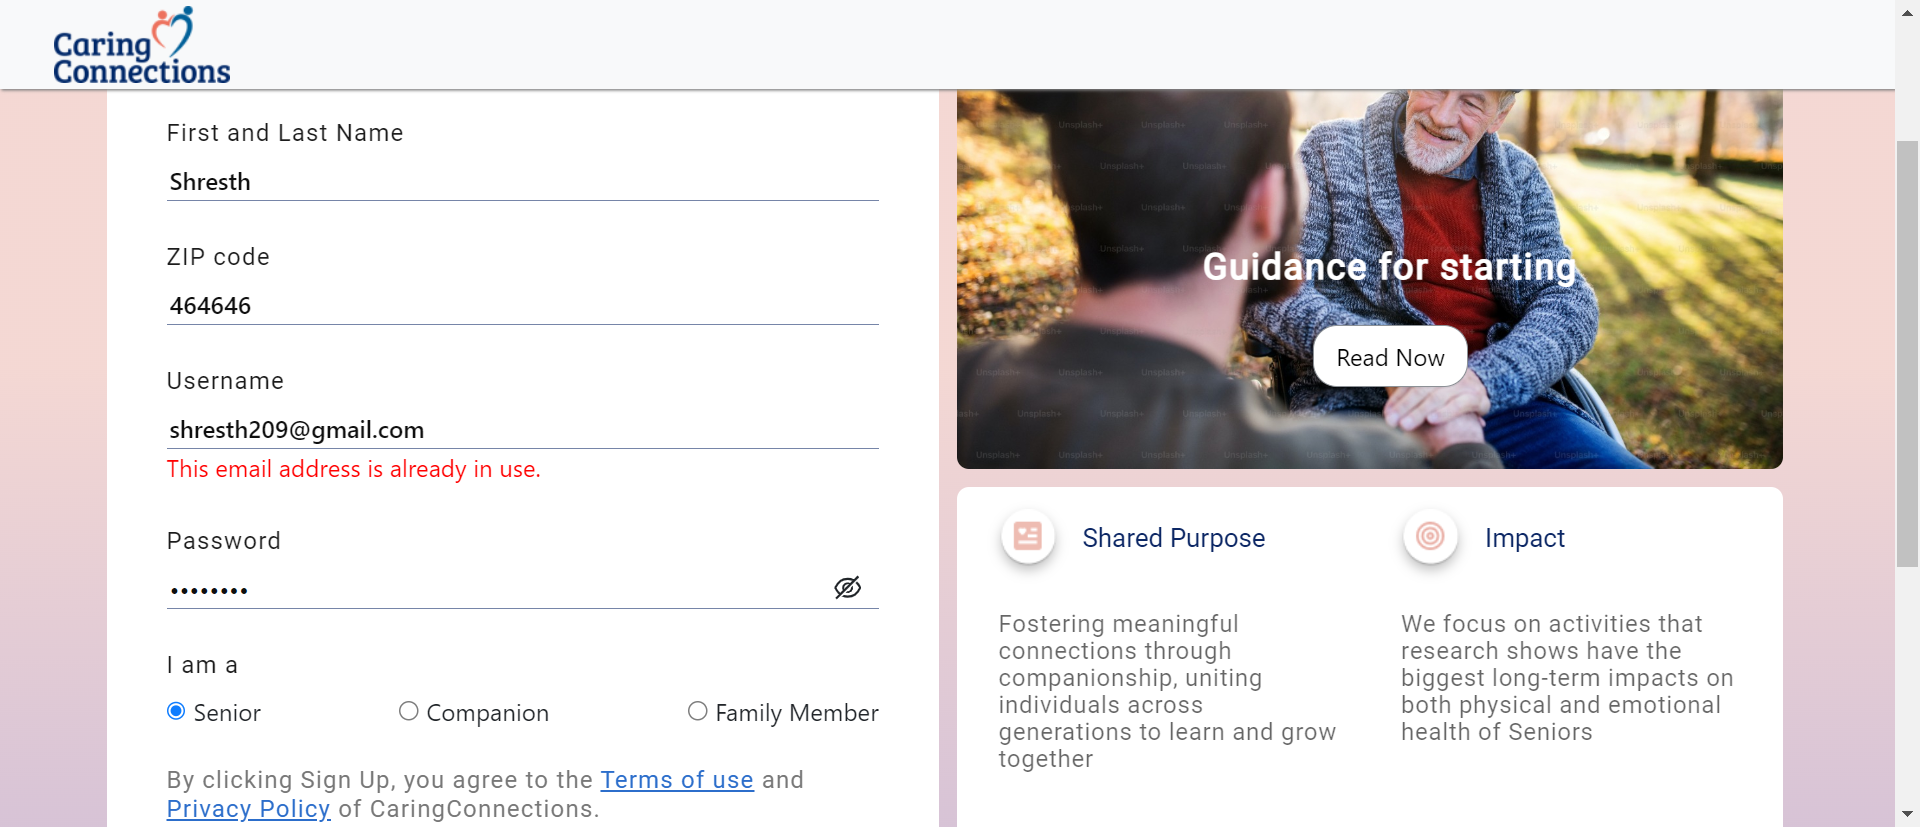 Caring
Connections
First and Last Name
Shresth
ZIP code
464646
Username
shresth209@gmail.com
This email address is already in use.
Password
••••••••
I am a
Senior
Companion
Family Member
By clicking Sign Up, you agree to the Terms of use and
Privacy Policy of CaringConnections.
Guidance for starting
Read Now
Unsplash+
Shared Purpose
Fostering meaningful
connections through
companionship, uniting
individuals across
generations to learn and grow
together
Impact
We focus on activities that
research shows have the
biggest long-term impacts on
both physical and emotional
health of Seniors